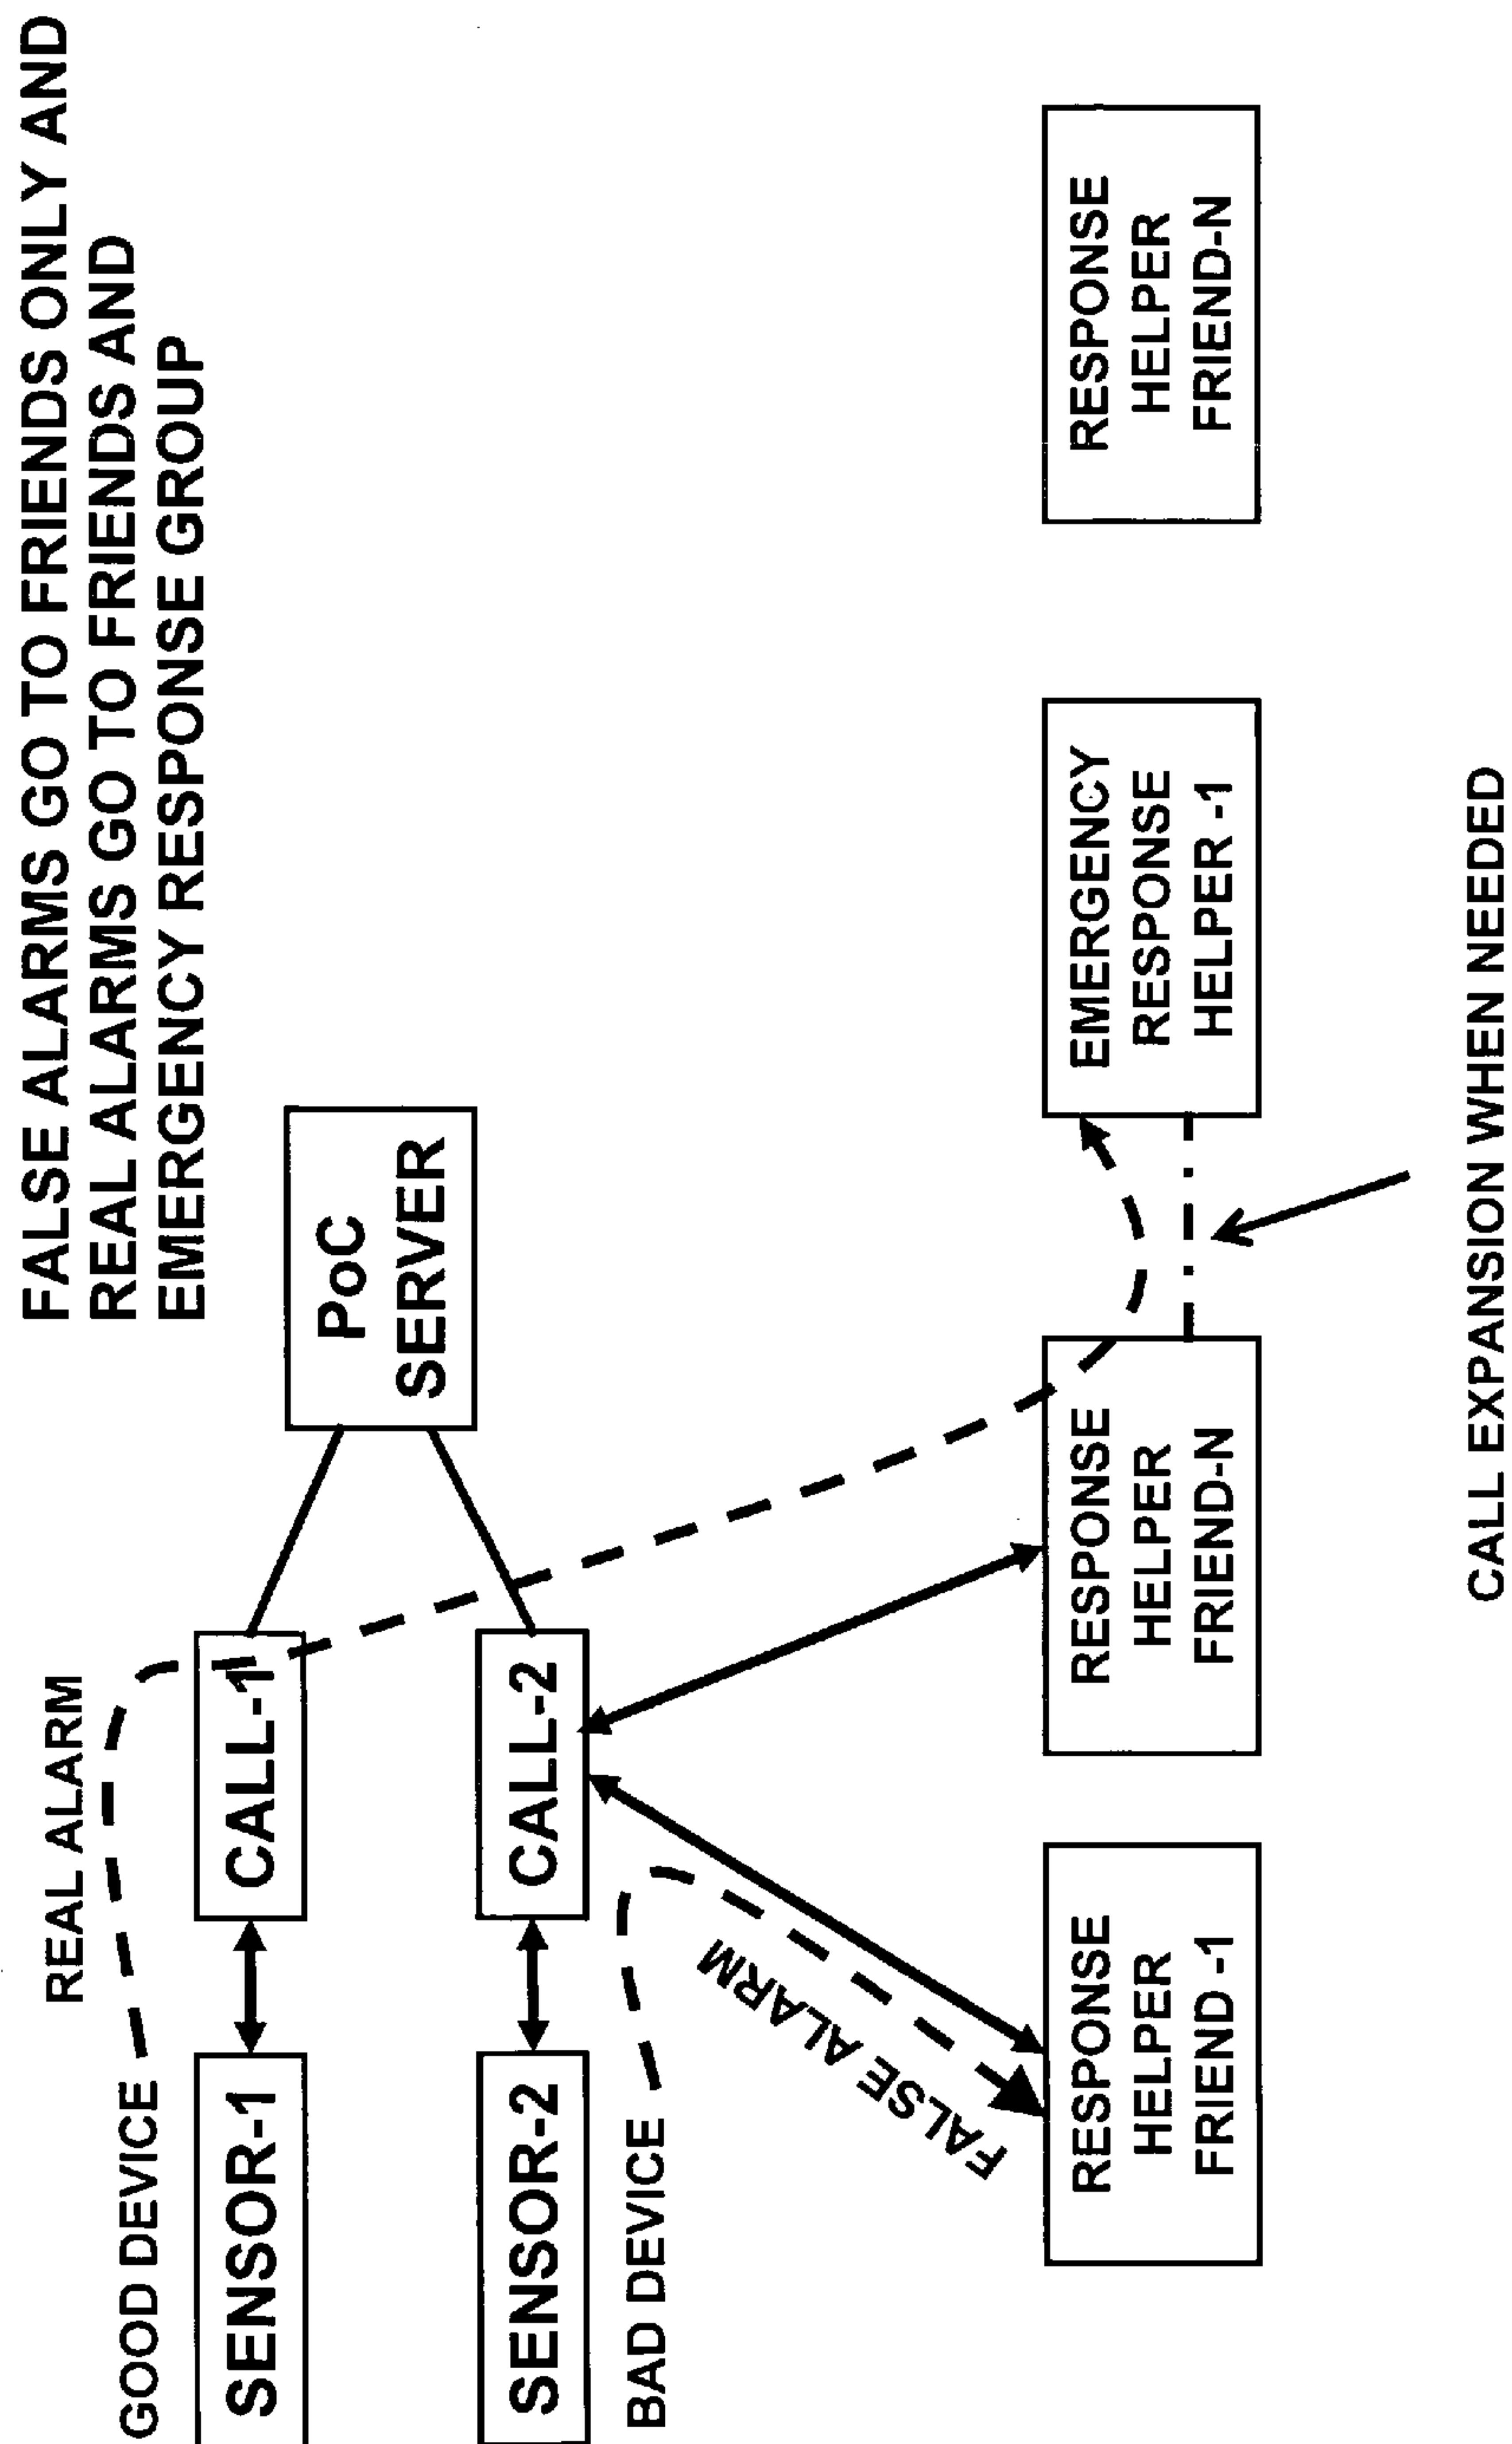 FALSE ALARMS GO TO FRIENDS ONLY AND
REAL ALARMS GO TO FRIENDS AND
EMERGENCY RESPONSE GROUP
REAL ALARM
GOOD DEVICE
SENSOR-1
CALL-1
PoC
SERVER
SENSOR-2
CALL-2
BAD DEVICE
FALSE ALARM
RESPONSE
HELPER
FRIEND -1
RESPONSE
HELPER
FRIEND-N
EMERGENCY
RESPONSE
HELPER -1
RESPONSE
HELPER
FRIEND-N
CALL EXPANSION WHEN NEEDED